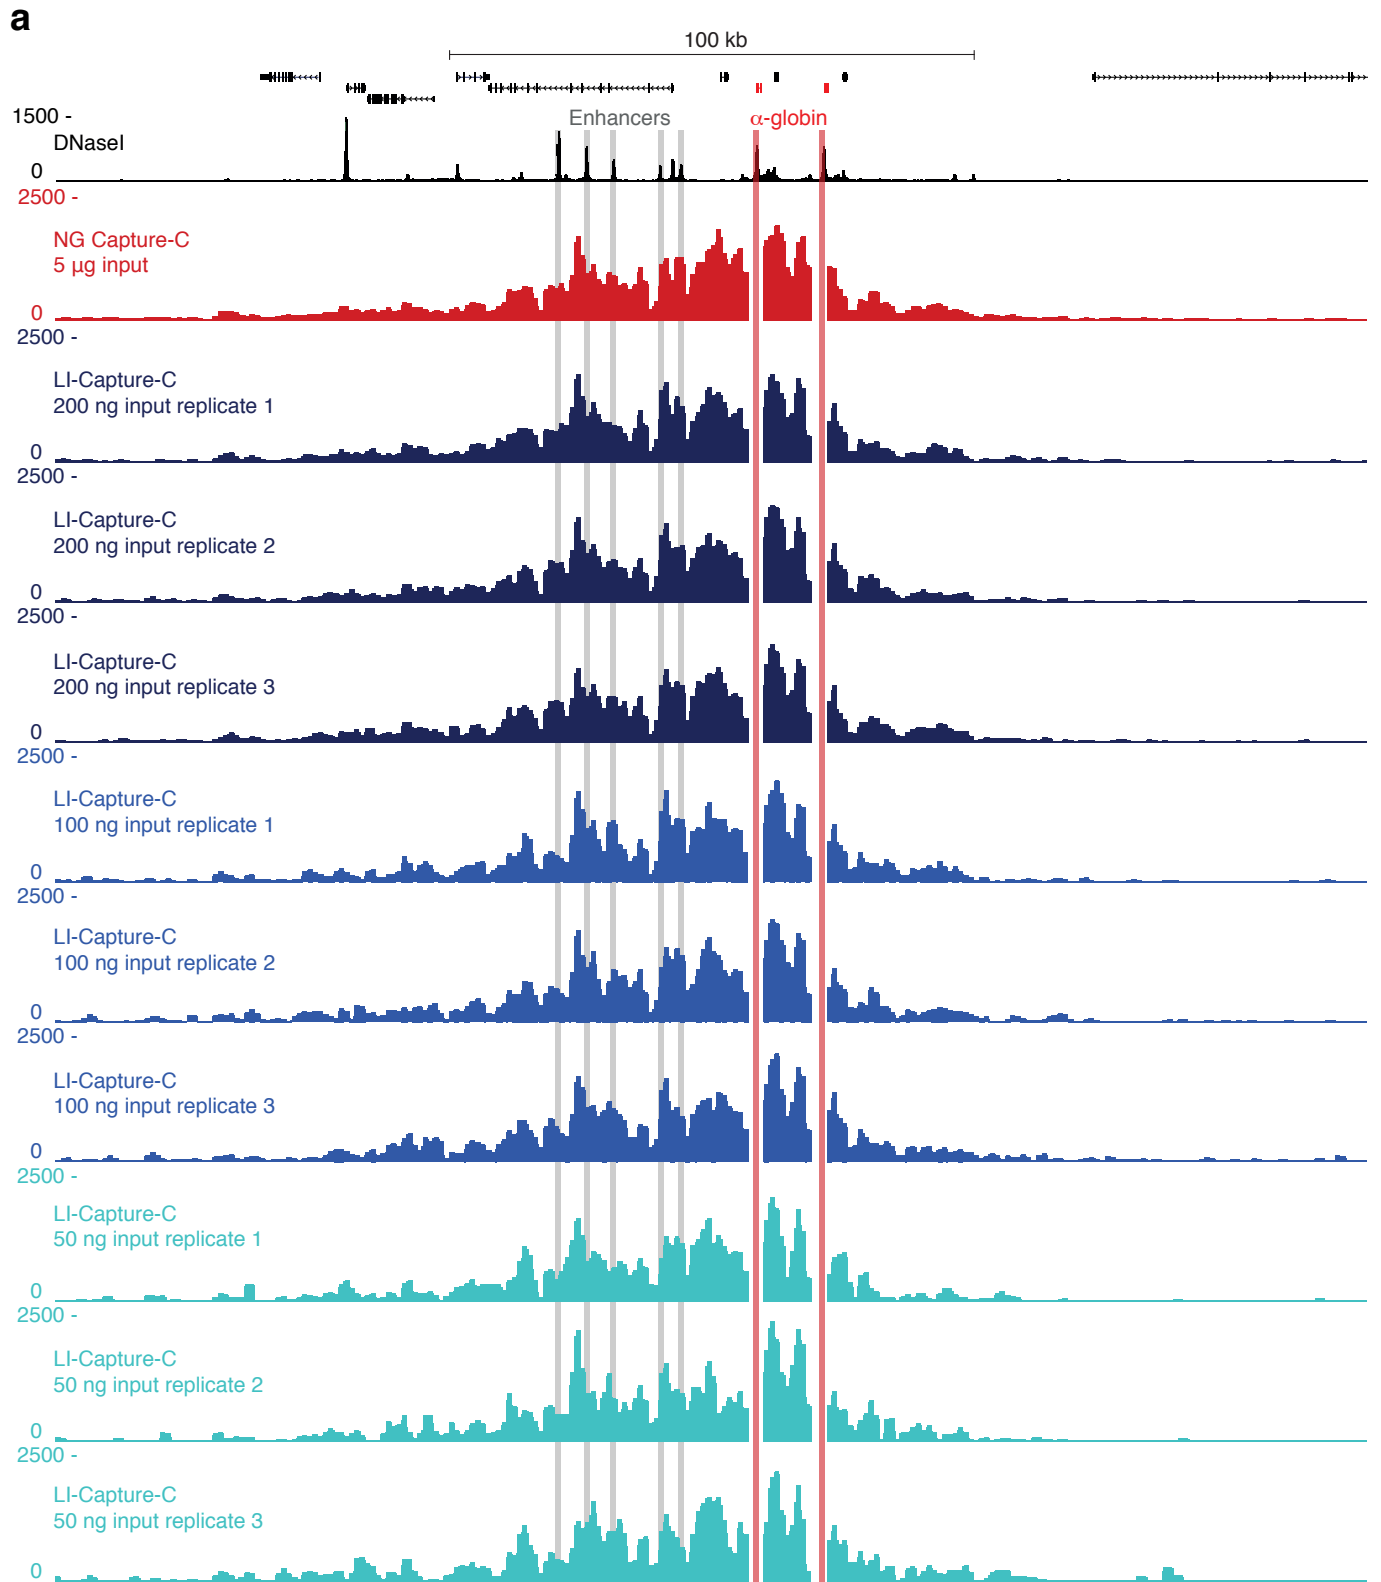 a
100 kb
Enhancers
α-globin
1500 -
DNaseI
0
2500 -
NG Capture-C
5 µg input
0
2500 -
LI-Capture-C
200 ng input replicate 1
0
2500 -
LI-Capture-C
200 ng input replicate 2
0
2500 -
LI-Capture-C
200 ng input replicate 3
0
2500 -
LI-Capture-C
100 ng input replicate 1
0
2500 -
LI-Capture-C
100 ng input replicate 2
0
2500 -
LI-Capture-C
100 ng input replicate 3
0
2500 -
LI-Capture-C
50 ng input replicate 1
0
2500 -
LI-Capture-C
50 ng input replicate 2
0
2500 -
LI-Capture-C
50 ng input replicate 3
0